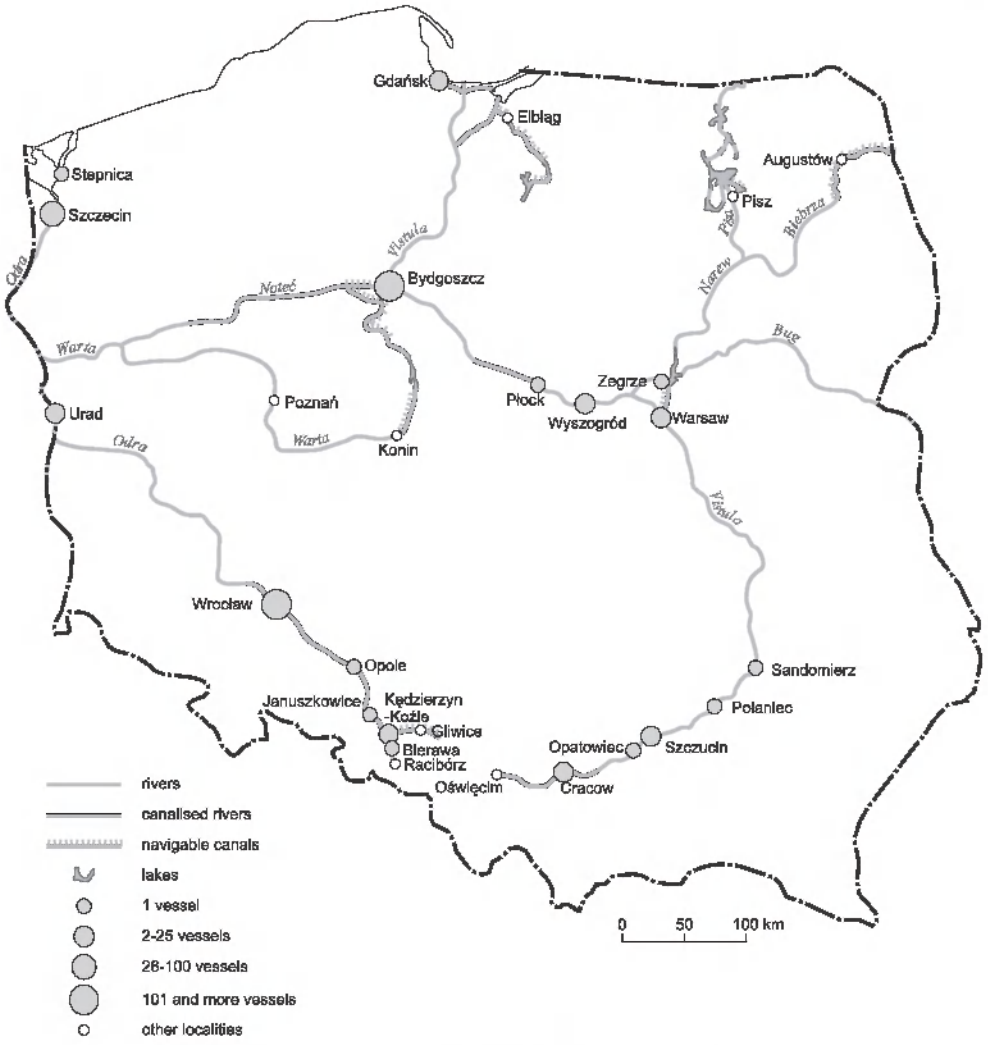 Gdańsk
Elbląg
Augustów
Stepnica
Pisz
Szczecin
Pisa
Biebrza
Vistula
Odra
Narew
Bydgoszcz
Noteć
Bug
Warta
Zegrze
Płock
Poznań
Urad
Wyszogród
Warsaw
Warta
Odra
Konin
Vistula
Wrocław
Opole
Sandomierz
Januszkowice
Kędzierzyn
-Koźle
Połaniec
Gliwice
Opatowiec
Szczucin
Bierawa
Racibórz
Oświęcim
Cracow
rivers
canalised rivers
navigable canals
lakes
1 vessel
2-25 vessels
26-100 vessels
101 and more vessels
other localities
0 50 100 km